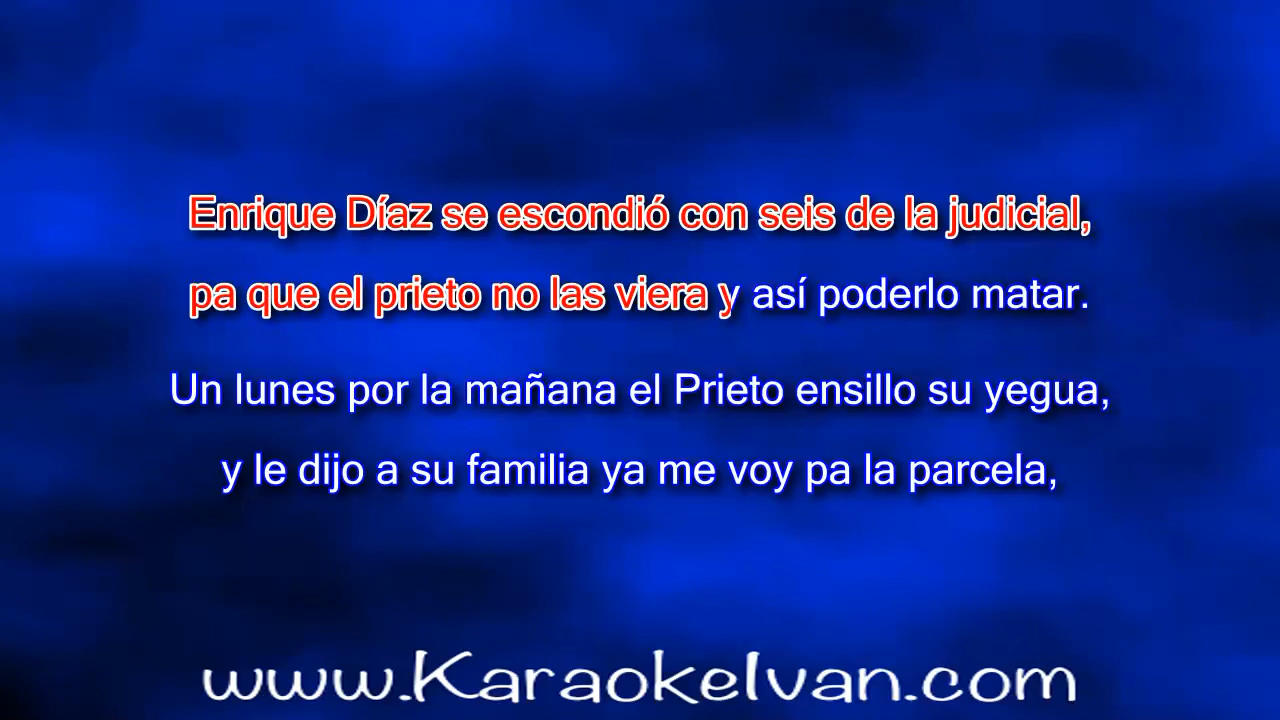 Enrique Díaz se escondió con seis de la judicial,
pa que el prieto no las viera y así poderlo matar.
Un lunes por la mañana el Prieto ensillo su yegua,
y le dijo a su familia ya me voy pa la parcela,
www.KaraokeIvan.com